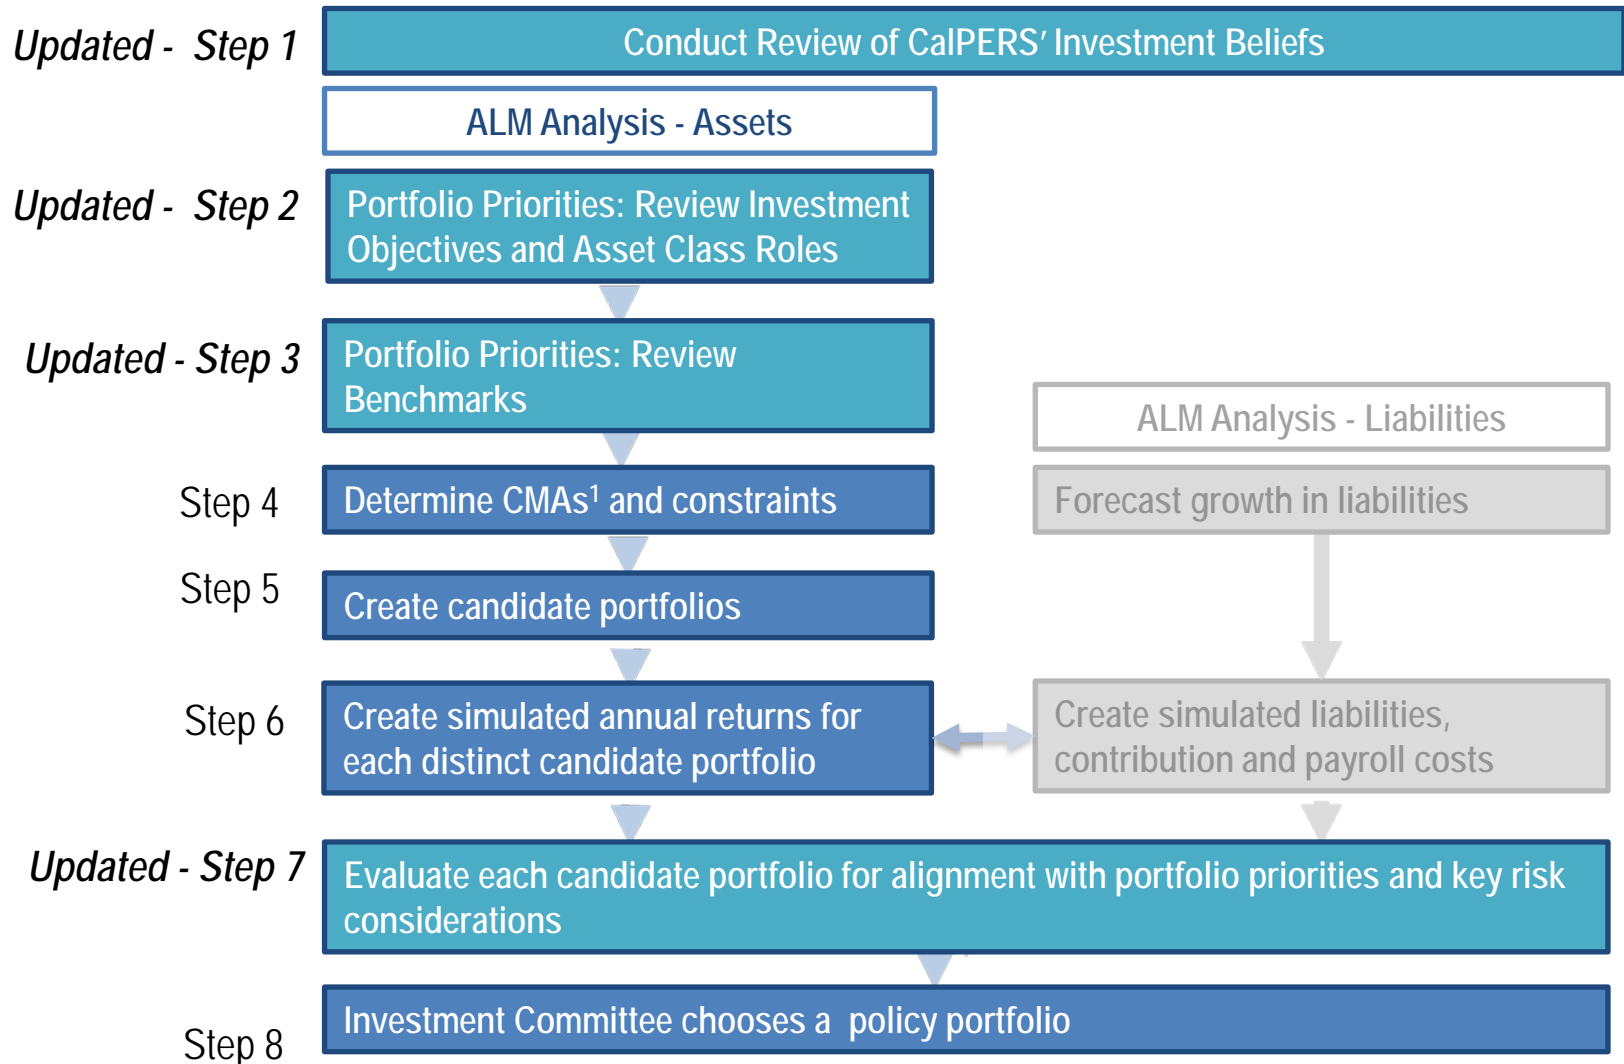 Updated - Step 1
Conduct Review of CalPERS' Investment Beliefs
ALM Analysis - Assets
Updated - Step 2
Portfolio Priorities: Review Investment
Objectives and Asset Class Roles
Updated - Step 3
Portfolio Priorities: Review
Benchmarks
ALM Analysis - Liabilities
Step 4
Determine CMAs¹ and constraints
Forecast growth in liabilities
Step 5
Create candidate portfolios
Step 6
Create simulated annual returns for
each distinct candidate portfolio
Create simulated liabilities,
contribution and payroll costs
Updated - Step 7
Evaluate each candidate portfolio for alignment with portfolio priorities and key risk
considerations
Step 8
Investment Committee chooses a policy portfolio